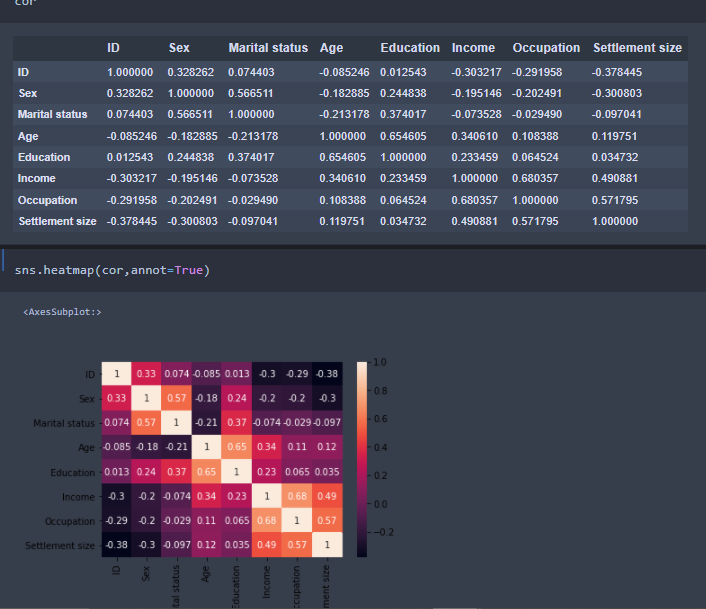 cor
ID Sex Marital status Age Education Income Occupation Settlement size
ID 1.000000 0.328262 0.074403 -0.085246 0.012543 -0.303217 -0.291958 -0.378445
Sex 0.328262 1.000000 0.566511 -0.182885 0.244838 -0.195146 -0.202491 -0.300803
Marital status 0.074403 0.566511 1.000000 -0.213178 0.374017 -0.073528 -0.029490 -0.097041
Age -0.085246 -0.182885 -0.213178 1.000000 0.654605 0.340610 0.108388 0.119751
Education 0.012543 0.244838 0.374017 0.654605 1.000000 0.233459 0.064524 0.034732
Income -0.303217 -0.195146 -0.073528 0.340610 0.233459 1.000000 0.680357 0.490881
Occupation -0.291958 -0.202491 -0.029490 0.108388 0.064524 0.680357 1.000000 0.571795
Settlement size -0.378445 -0.300803 -0.097041 0.119751 0.034732 0.490881 0.571795 1.000000
sns.heatmap(cor,annot=True)
<AxesSubplot:>
ID 1 0.33 0.074 -0.085 0.013 -0.3 -0.29 -0.38
Sex 0.33 1 0.57 -0.18 0.24 -0.2 -0.2 -0.3
Marital status 0.074 0.57 1 -0.21 0.37 -0.074 -0.029 -0.097
Age -0.085 -0.18 -0.21 1 0.65 0.34 0.11 0.12
Education 0.013 0.24 0.37 0.65 1 0.23 0.065 0.035
Income -0.3 -0.2 -0.074 0.34 0.23 1 0.68 0.49
Occupation -0.29 -0.2 -0.029 0.11 0.065 0.68 1 0.57
Settlement size -0.38 -0.3 -0.097 0.12 0.035 0.49 0.57 1
1.0
0.8
0.6
0.4
0.2
0.0
−0.2
ID
Sex
tal status
Age
Education
Income
ccupation
ment size